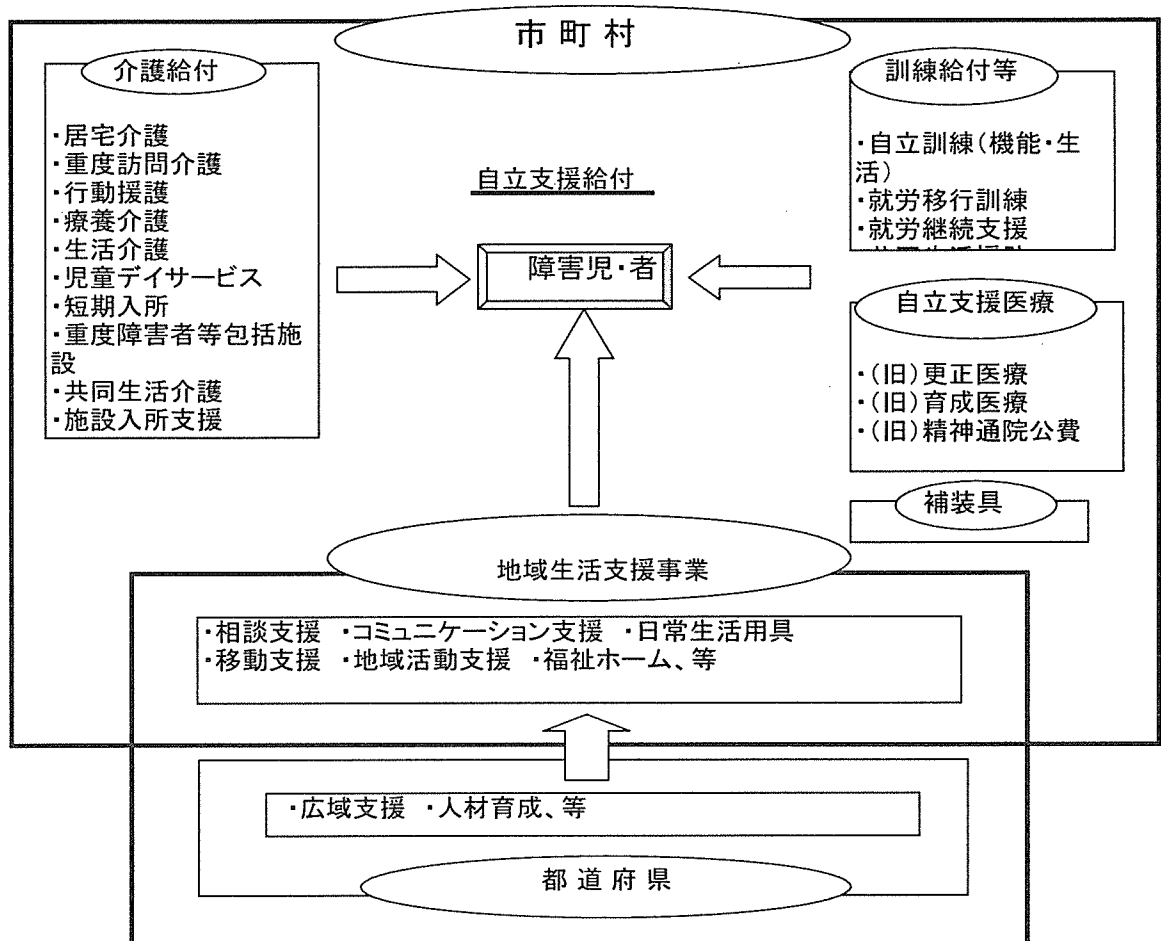 市町村
介護給付
・居宅介護
・重度訪問介護
・行動援護
・療養介護
・生活介護
・児童デイサービス
・短期入所
・重度障害者等包括施
設
・共同生活介護
・施設入所支援
自立支援給付
障害児・者
訓練給付等
・自立訓練(機能・生
活)
・就労移行訓練
・就労継続支援
自立支援医療
・(旧)更正医療
・(旧)育成医療
・(旧)精神通院公費
補装具
地域生活支援事業
・相談支援 ・コミュニケーション支援 ・日常生活用具
・移動支援 ・地域活動支援 ・福祉ホーム、等
・広域支援 ・人材育成、等
都道府県